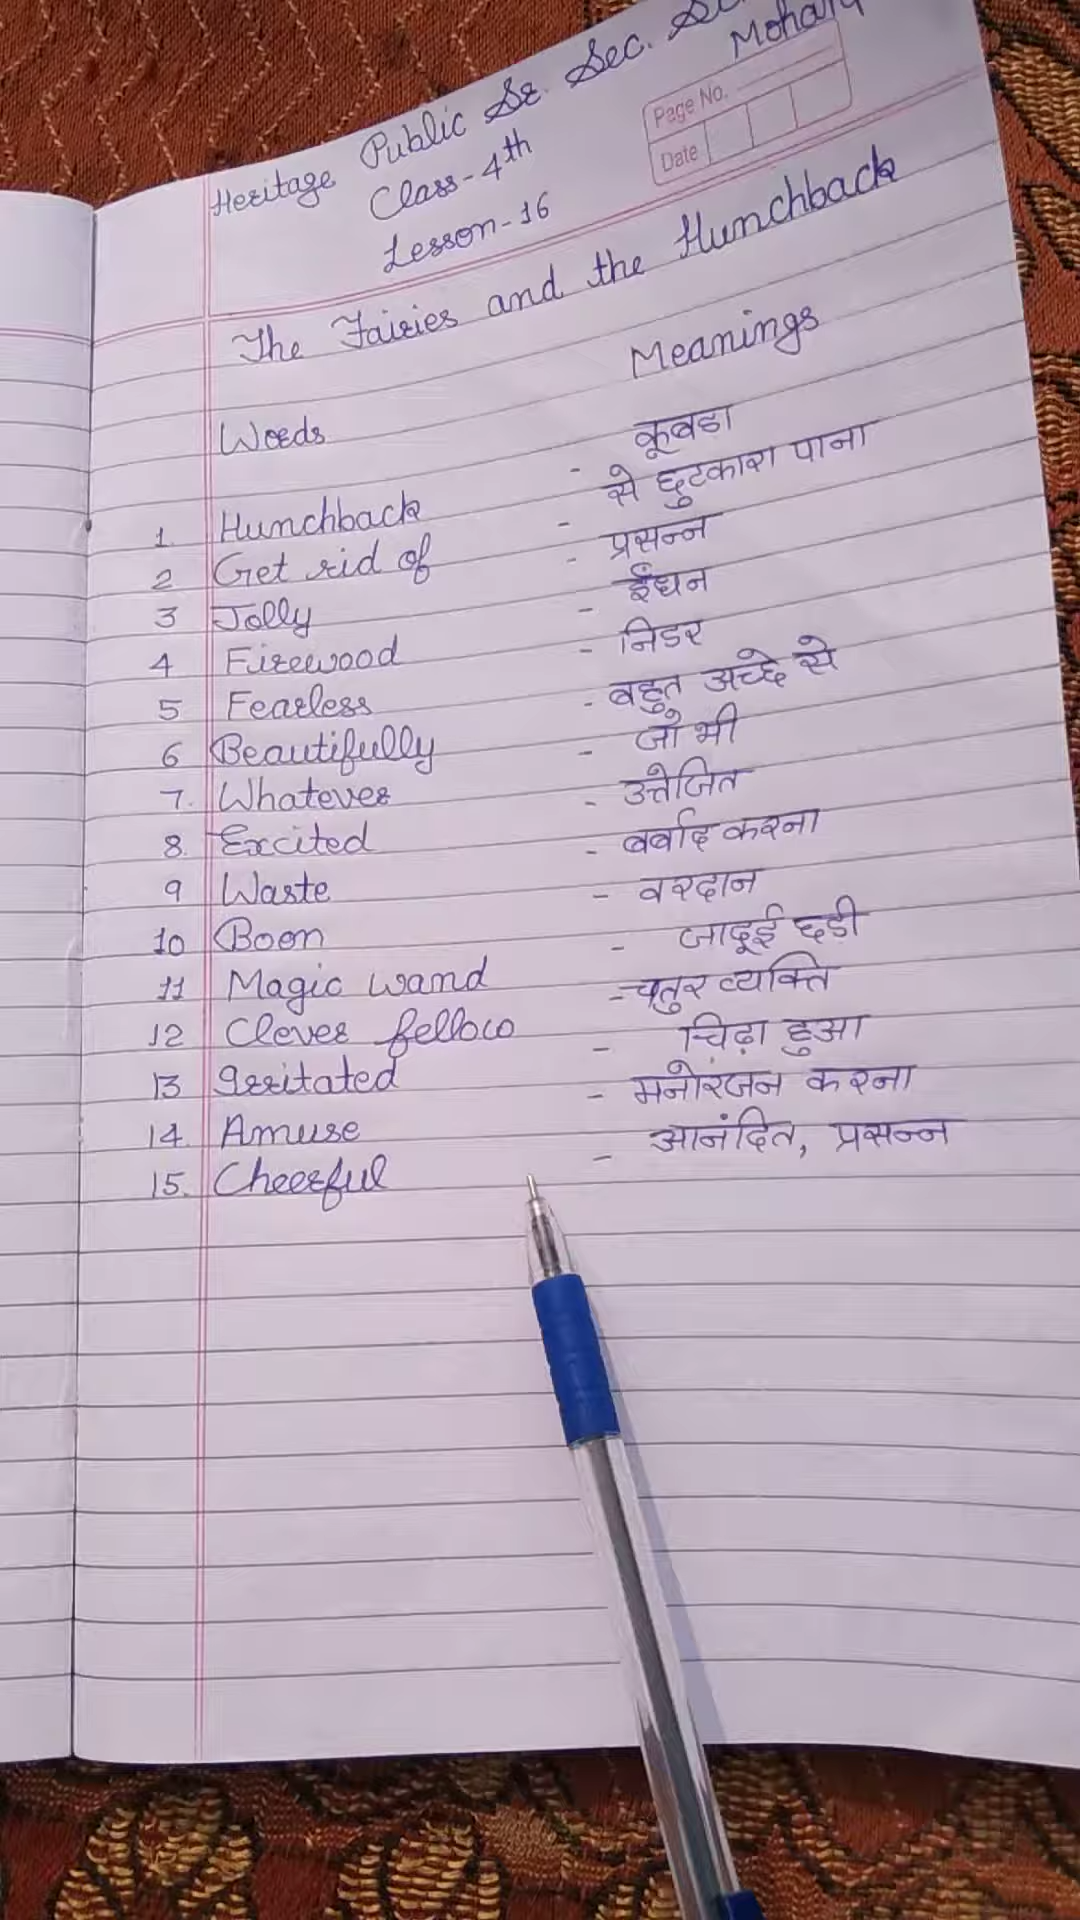 Heritage Public Sr. Sec.
Page No.
Date
Class-4th
Lesson-16
The Fairies and the Hunchback
Words Meanings
1. Hunchback - कूबडा
2 Get rid of - से छुटकारा पाना
3 Jolly - प्रसन्न
4 Firewood - ईंधन
5 Fearless - निडर
6 Beautifully - बहुत अच्छे से
7. Whatever - जो भी
8. Excited - उत्तेजित
9 Waste - बर्बाद करना
10 Boon - वरदान
11 Magic wand - जादूई छडी
12 Clever fellow - चतुर व्यक्ति
13 Irritated - चिढ़ा हुआ
14. Amuse - मनोरंजन करना
15. Cheerful - आनंदित, प्रसन्न